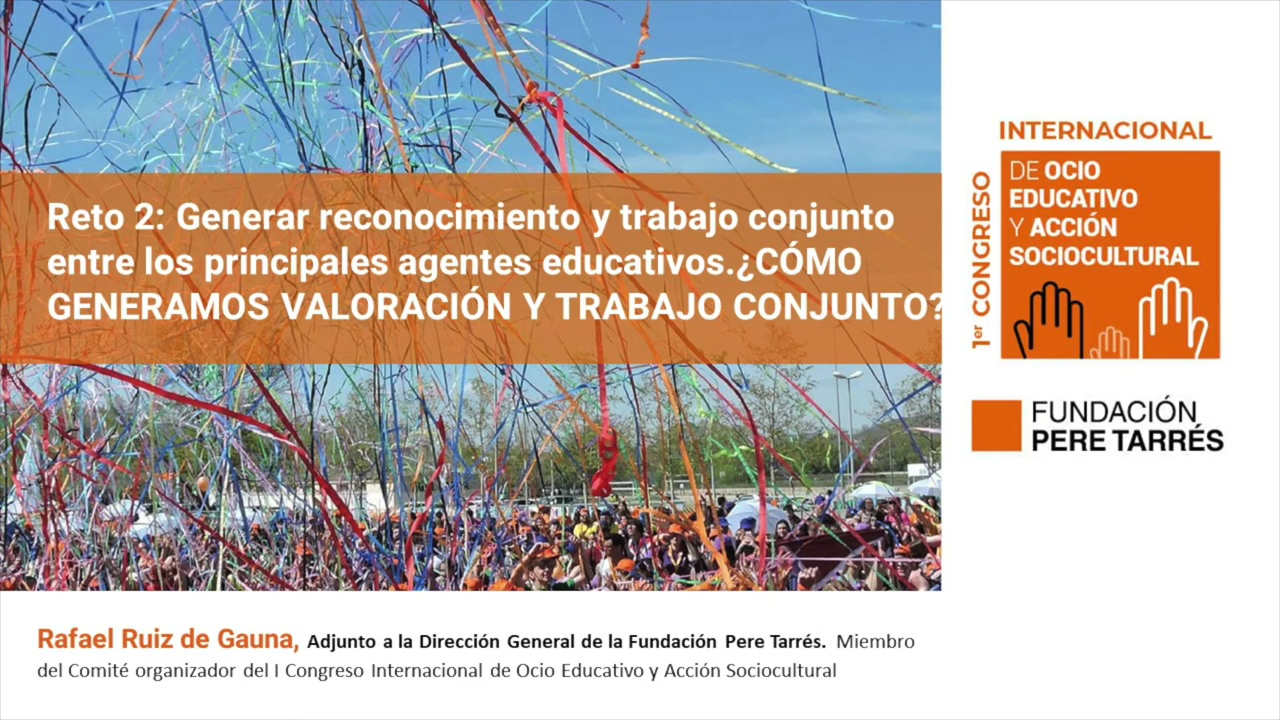 Reto 2: Generar reconocimiento y trabajo conjunto
entre los principales agentes educativos.¿CÓMO
GENERAMOS VALORACIÓN Y TRABAJO CONJUNTO?
1er CONGRESO
INTERNACIONAL
DE OCIO
EDUCATIVO
Y ACCIÓN
SOCIOCULTURAL
FUNDACIÓN
PERE TARRÉS
Rafael Ruiz de Gauna, Adjunto a la Dirección General de la Fundación Pere Tarrés. Miembro
del Comité organizador del I Congreso Internacional de Ocio Educativo y Acción Sociocultural